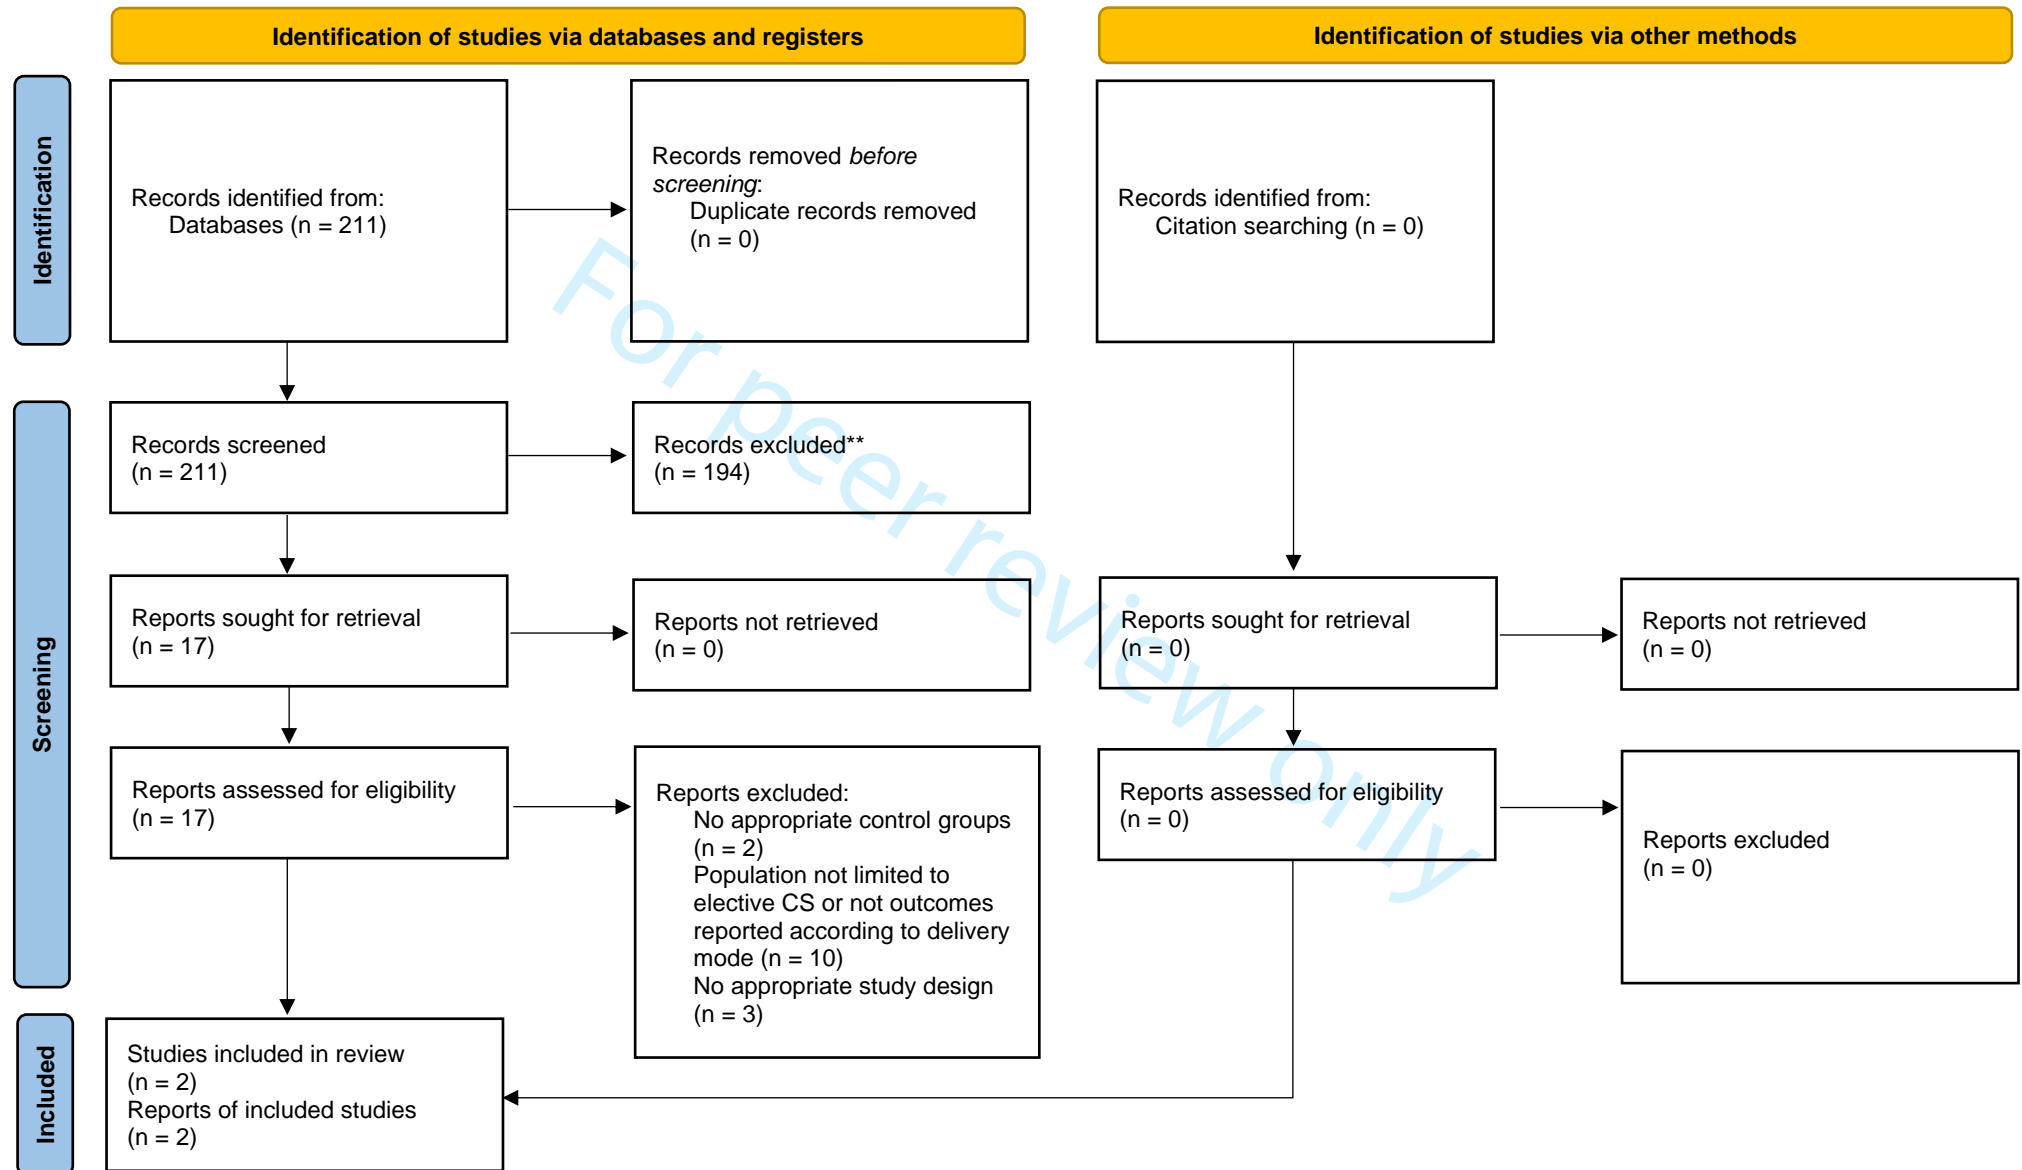 Identification of studies via databases and registers
Identification of studies via other methods
Identification
Records identified from:
Databases (n = 211)
Records removed before
screening:
Duplicate records removed
(n = 0)
Records identified from:
Citation searching (n = 0)
Screening
Records screened
(n = 211)
Records excluded**
(n = 194)
Reports sought for retrieval
(n = 17)
Reports not retrieved
(n = 0)
Reports sought for retrieval
(n = 0)
Reports not retrieved
(n = 0)
Reports assessed for eligibility
(n = 17)
Reports excluded:
No appropriate control groups
(n = 2)
Population not limited to
elective CS or not outcomes
reported according to delivery
mode (n = 10)
No appropriate study design
(n = 3)
Reports assessed for eligibility
(n = 0)
Reports excluded
(n = 0)
Included
Studies included in review
(n = 2)
Reports of included studies
(n = 2)
For peer review only